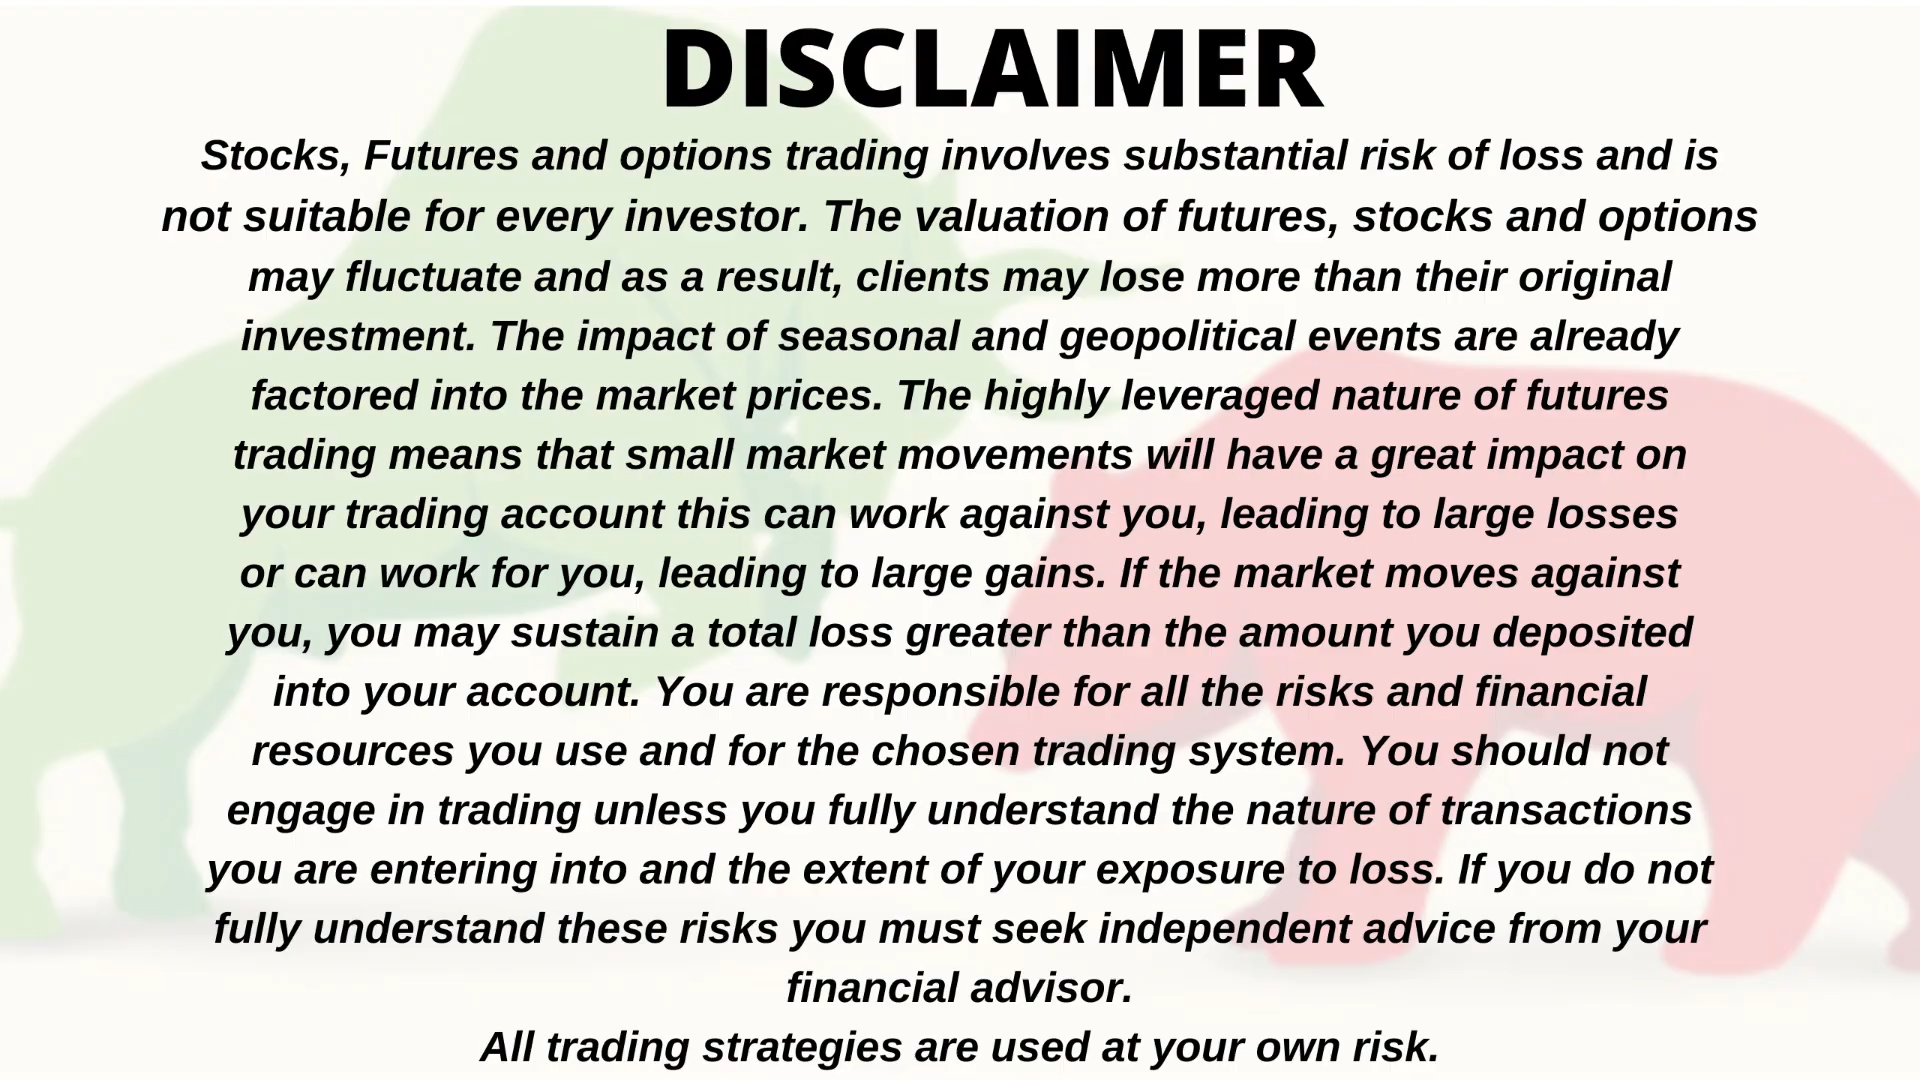 DISCLAIMER
Stocks, Futures and options trading involves substantial risk of loss and is
not suitable for every investor. The valuation of futures, stocks and options
may fluctuate and as a result, clients may lose more than their original
investment. The impact of seasonal and geopolitical events are already
factored into the market prices. The highly leveraged nature of futures
trading means that small market movements will have a great impact on
your trading account this can work against you, leading to large losses
or can work for you, leading to large gains. If the market moves against
you, you may sustain a total loss greater than the amount you deposited
into your account. You are responsible for all the risks and financial
resources you use and for the chosen trading system. You should not
engage in trading unless you fully understand the nature of transactions
you are entering into and the extent of your exposure to loss. If you do not
fully understand these risks you must seek independent advice from your
financial advisor.
All trading strategies are used at your own risk.